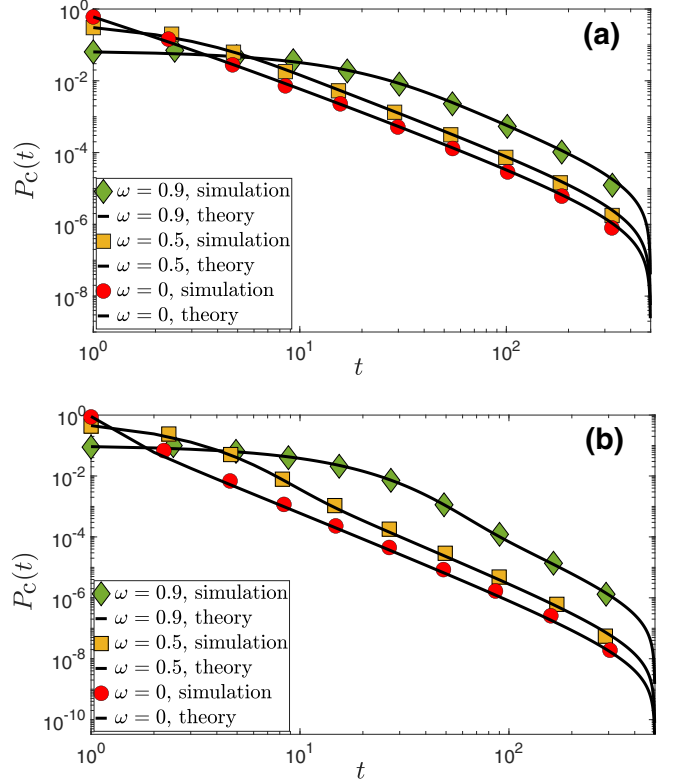 (a)
P_c(t)
10^0
10^-2
10^-4
10^-6
10^-8
ω = 0.9, simulation
ω = 0.9, theory
ω = 0.5, simulation
ω = 0.5, theory
ω = 0, simulation
ω = 0, theory
10^0 10^1 10^2
t
(b)
P_c(t)
10^0
10^-2
10^-4
10^-6
10^-8
10^-10
ω = 0.9, simulation
ω = 0.9, theory
ω = 0.5, simulation
ω = 0.5, theory
ω = 0, simulation
ω = 0, theory
10^0 10^1 10^2
t